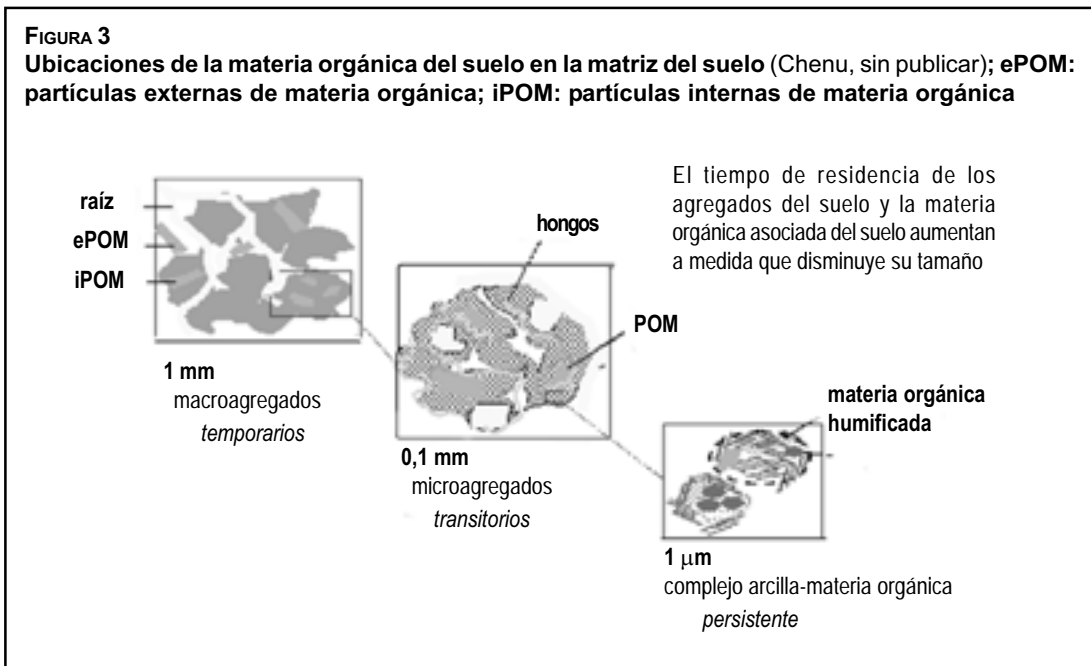 FIGURA 3
Ubicaciones de la materia orgánica del suelo en la matriz del suelo (Chenu, sin publicar); ePOM:
partículas externas de materia orgánica; iPOM: partículas internas de materia orgánica
El tiempo de residencia de los
agregados del suelo y la materia
orgánica asociada del suelo aumentan
a medida que disminuye su tamaño
raíz
ePOM
iPOM
1 mm
macroagregados
temporarios
hongos
POM
0,1 mm
microagregados
transitorios
materia orgánica
humificada
1 μm
complejo arcilla-materia orgánica
persistente